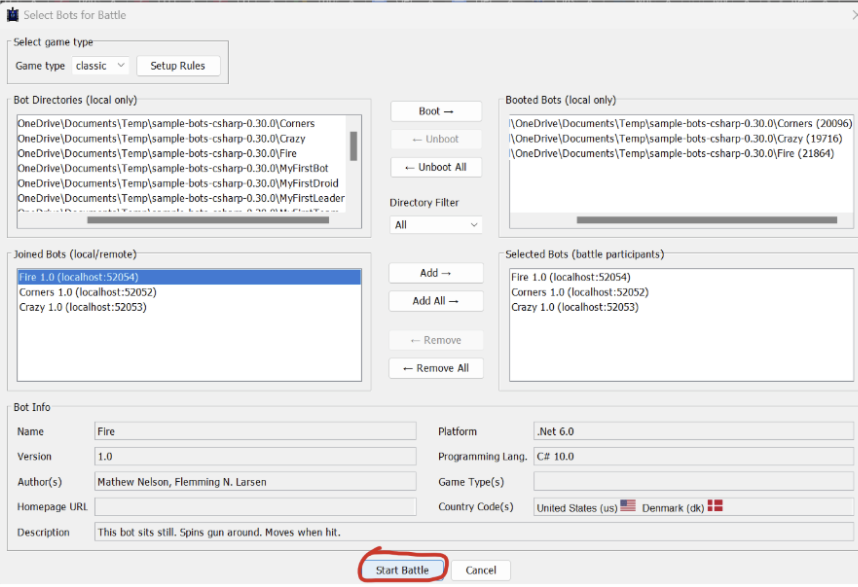 Select Bots for Battle
Select game type
Game type classic Setup Rules
Bot Directories (local only)
OneDrive\Documents\Temp\sample-bots-csharp-0.30.0\Corners
OneDrive\Documents\Temp\sample-bots-csharp-0.30.0\Crazy
OneDrive\Documents\Temp\sample-bots-csharp-0.30.0\Fire
OneDrive\Documents\Temp\sample-bots-csharp-0.30.0\MyFirstBot
OneDrive\Documents\Temp\sample-bots-csharp-0.30.0\MyFirstDroid
OneDrive\Documents\Temp\sample-bots-csharp-0.30.0\MyFirstLeader
OneDrive\Documents\Temp\sample-bots-csharp-0.30.0\MyFirstTeam
Boot →
← Unboot
← Unboot All
Directory Filter
All
Booted Bots (local only)
\OneDrive\Documents\Temp\sample-bots-csharp-0.30.0\Corners (20096)
\OneDrive\Documents\Temp\sample-bots-csharp-0.30.0\Crazy (19716)
\OneDrive\Documents\Temp\sample-bots-csharp-0.30.0\Fire (21864)
Joined Bots (local/remote)
Fire 1.0 (localhost:52054)
Corners 1.0 (localhost:52052)
Crazy 1.0 (localhost:52053)
Add →
Add All →
← Remove
← Remove All
Selected Bots (battle participants)
Fire 1.0 (localhost:52054)
Corners 1.0 (localhost:52052)
Crazy 1.0 (localhost:52053)
Bot Info
Name Fire
Version 1.0
Author(s) Mathew Nelson, Flemming N. Larsen
Homepage URL
Description This bot sits still. Spins gun around. Moves when hit.
Platform .Net 6.0
Programming Lang. C# 10.0
Game Type(s)
Country Code(s) United States (us) Denmark (dk)
Start Battle Cancel